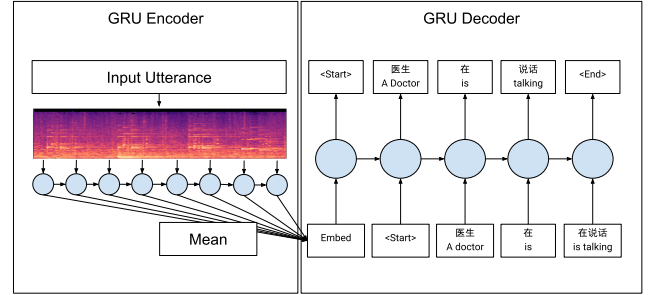 GRU Encoder
Input Utterance
Mean
GRU Decoder
<Start>
医生
A Doctor
在
is
说话
talking
<End>
Embed
<Start>
医生
A doctor
在
is
在说话
is talking